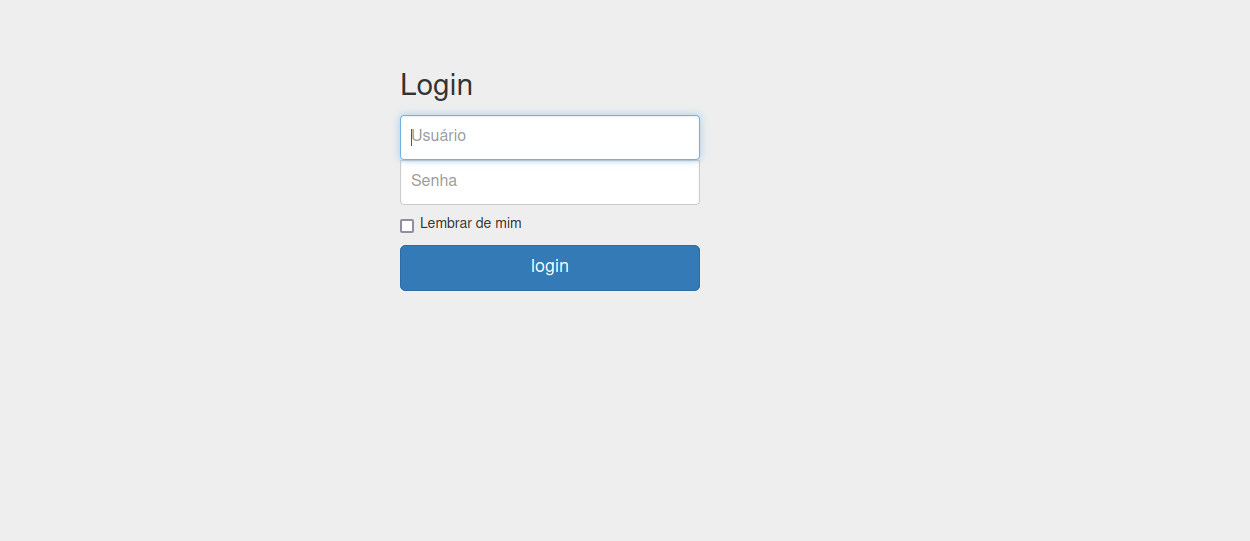 Login
Usuário
Senha
Lembrar de mim
login